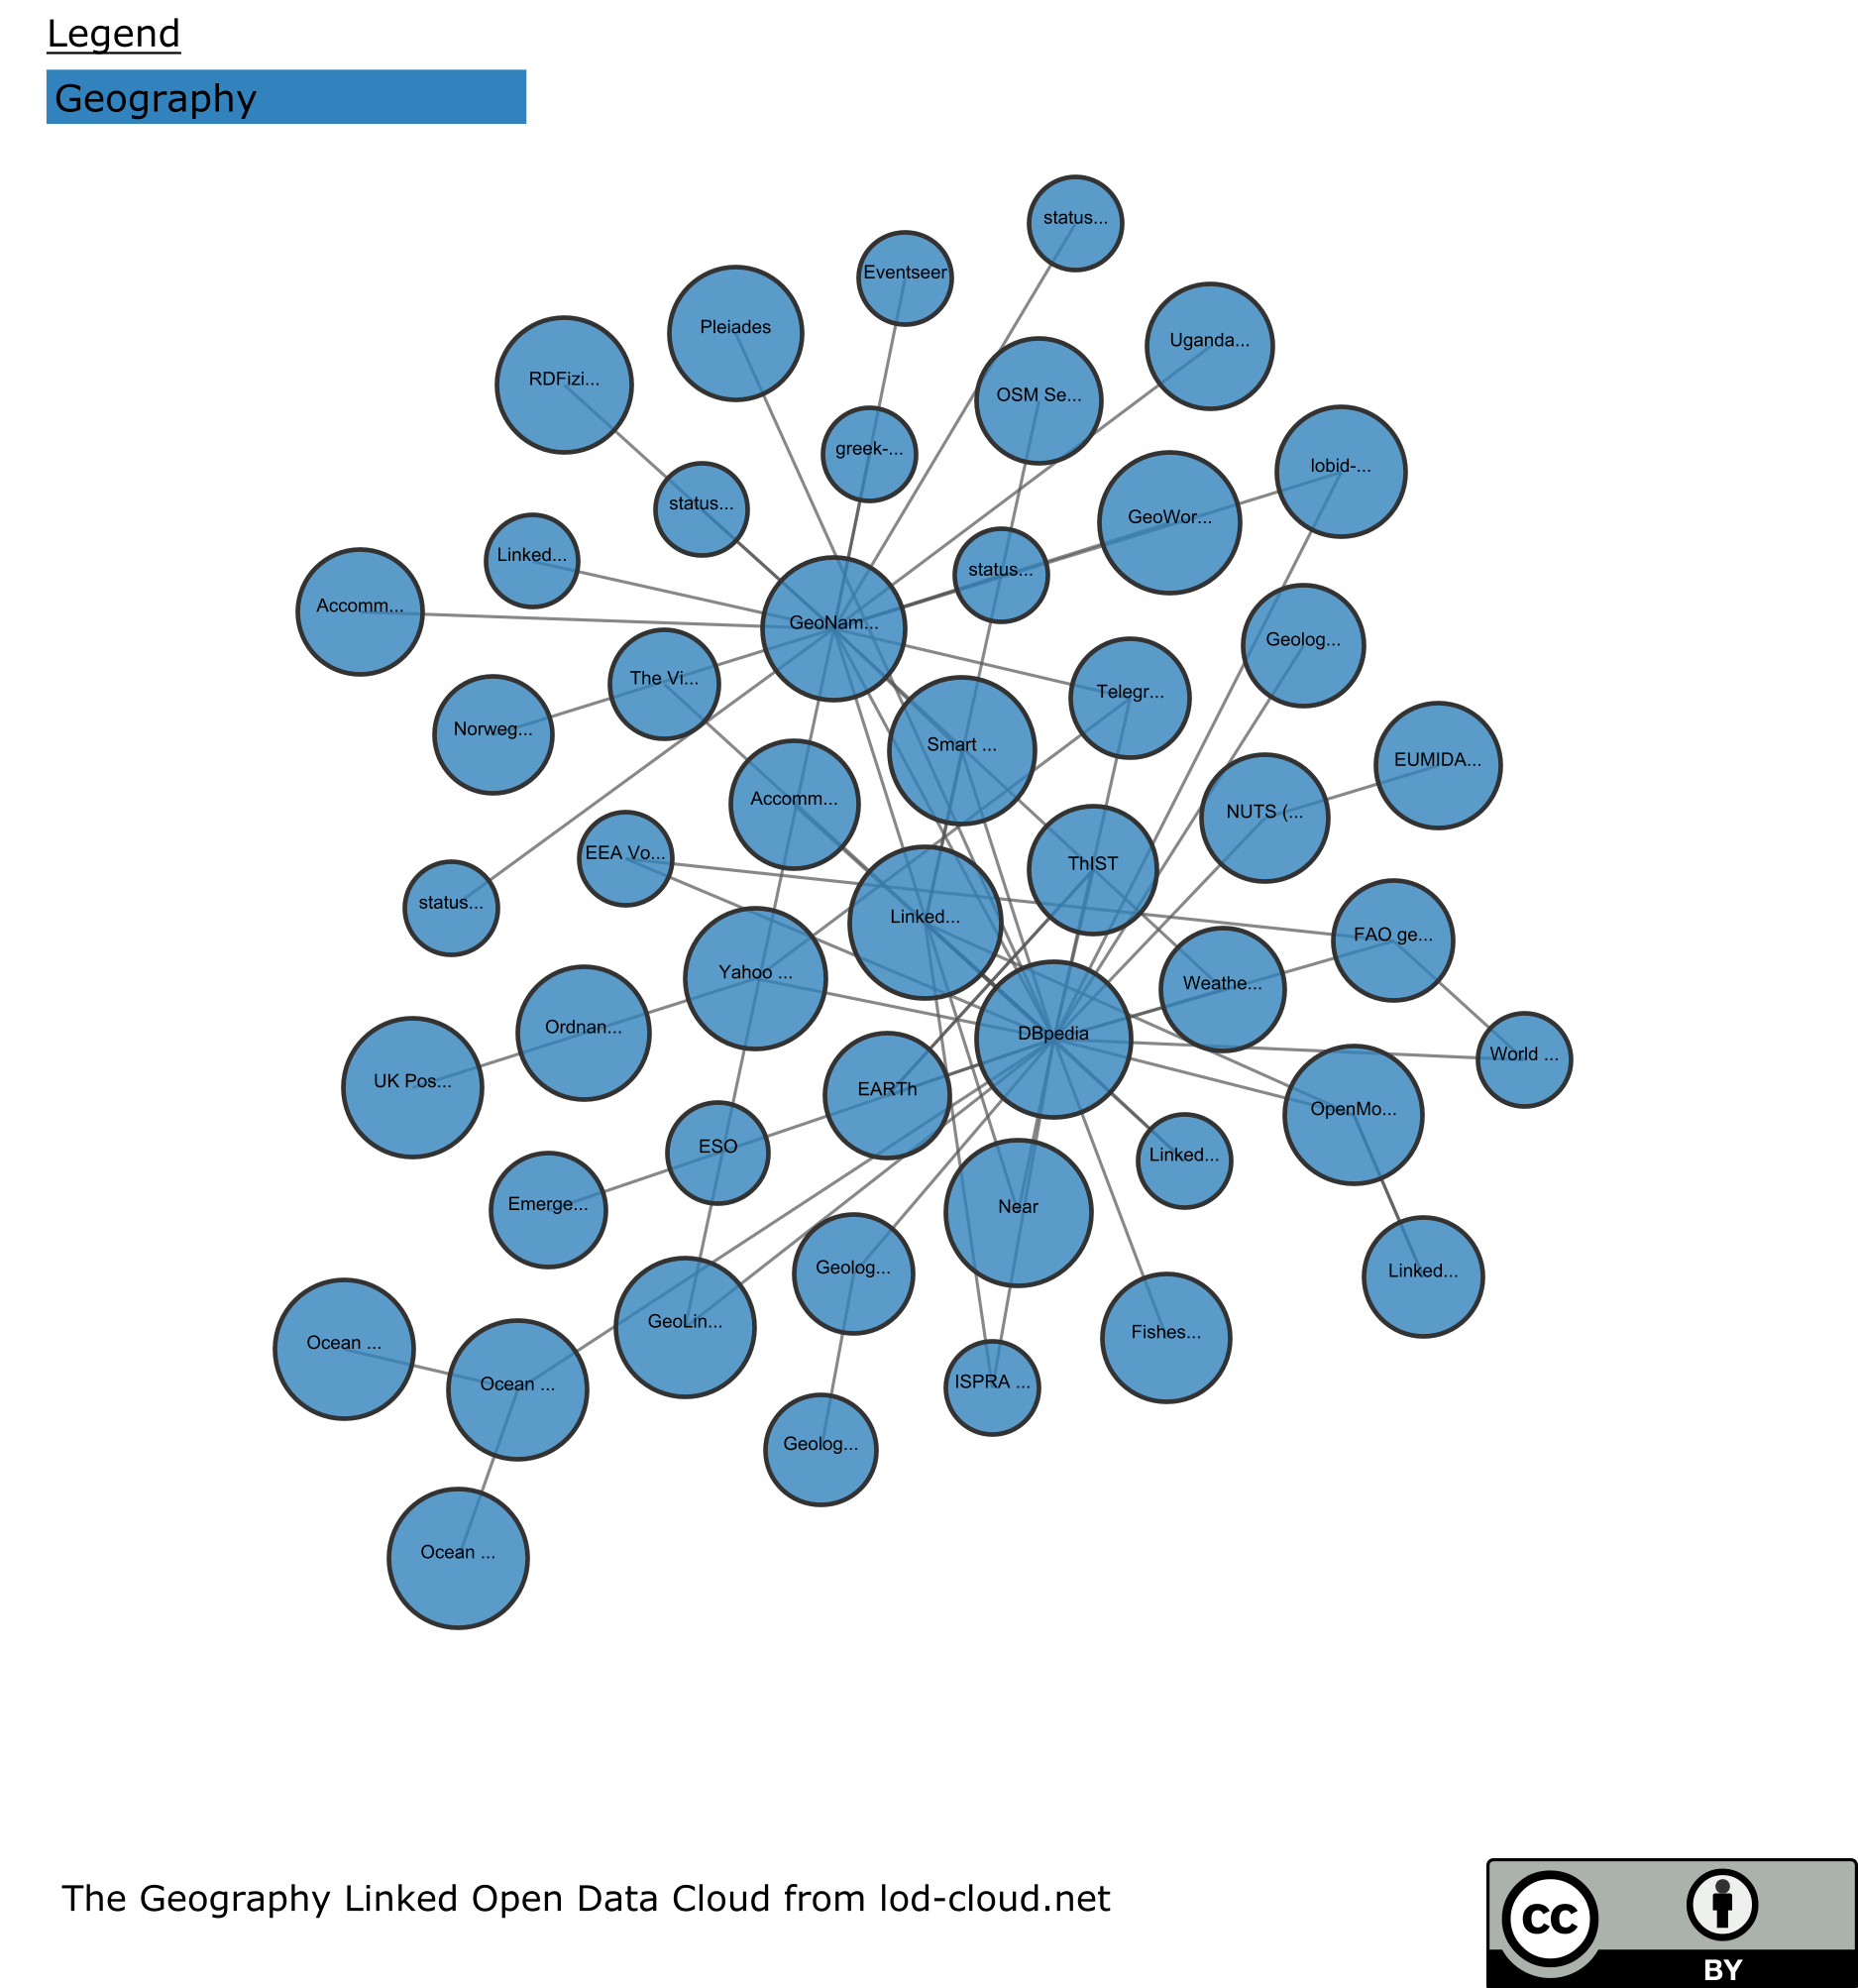 Legend
Geography
status...
Eventseer
Pleiades
Uganda...
RDFizi...
OSM Se...
greek-...
lobid-...
status...
GeoWor...
Linked...
status...
Accomm...
GeoNam...
Geolog...
The Vi...
Telegr...
Norweg...
Smart ...
EUMIDA...
Accomm...
NUTS (...
EEA Vo...
ThIST
status...
Linked...
FAO ge...
Yahoo ...
Weathe...
Ordnan...
DBpedia
World ...
UK Pos...
EARTh
OpenMo...
ESO
Linked...
Emerge...
Near
Geolog...
Linked...
GeoLin...
Fishes...
Ocean ...
Ocean ...
ISPRA ...
Geolog...
Ocean ...
The Geography Linked Open Data Cloud from lod-cloud.net
cc
BY